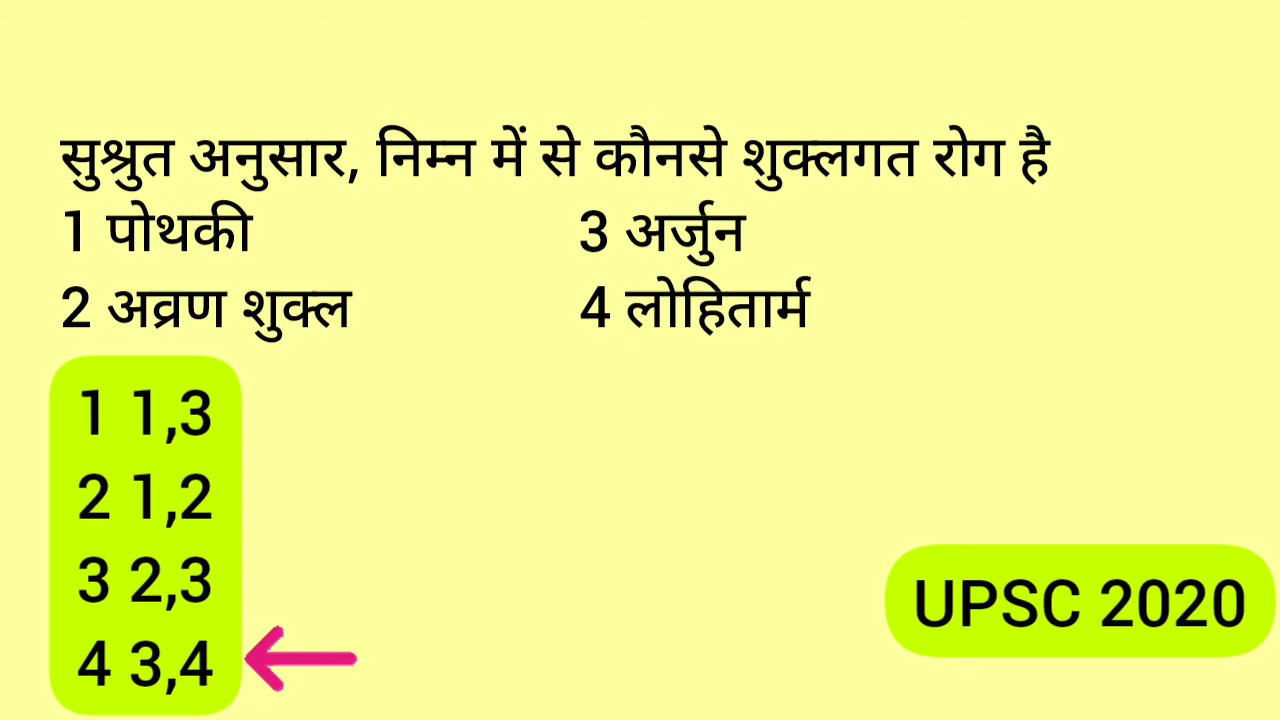 सुश्रुत अनुसार, निम्न में से कौनसे शुक्लगत रोग है
1 पोथकी 3 अर्जुन
2 अव्रण शुक्ल 4 लोहितार्म
1 1,3
2 1,2
3 2,3
4 3,4
UPSC 2020